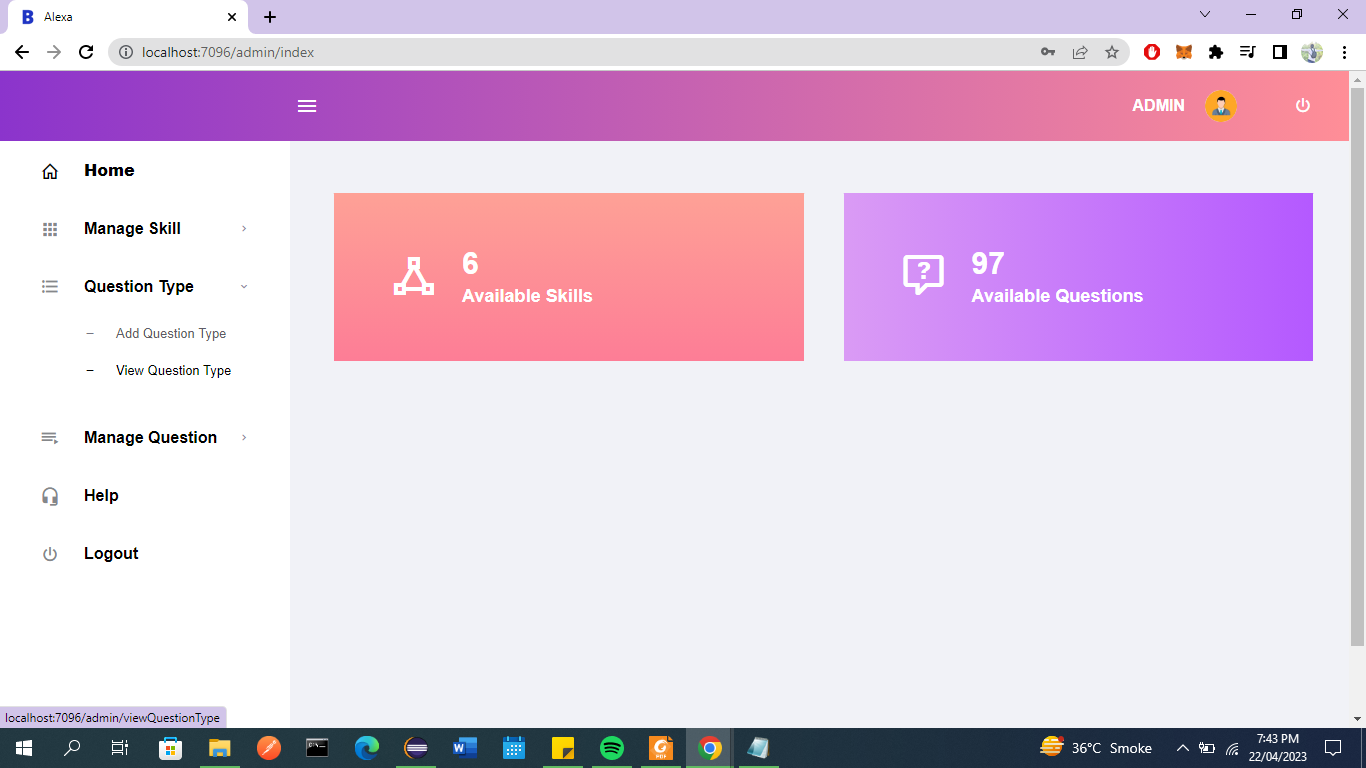 Alexa
localhost:7096/admin/index
ADMIN
Home
Manage Skill
Question Type
Add Question Type
View Question Type
Manage Question
Help
Logout
6
Available Skills
97
Available Questions
localhost:7096/admin/viewQuestionType
36°C Smoke
7:43 PM
22/04/2023